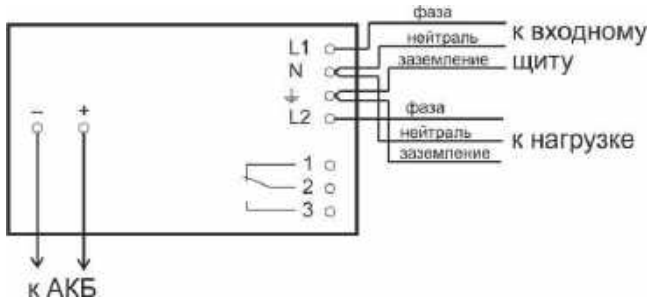 фаза
L1
к входному
нейтраль
N
заземление
щиту
L2
фаза
нейтраль
к нагрузке
заземление
– +
1
2
3
к АКБ